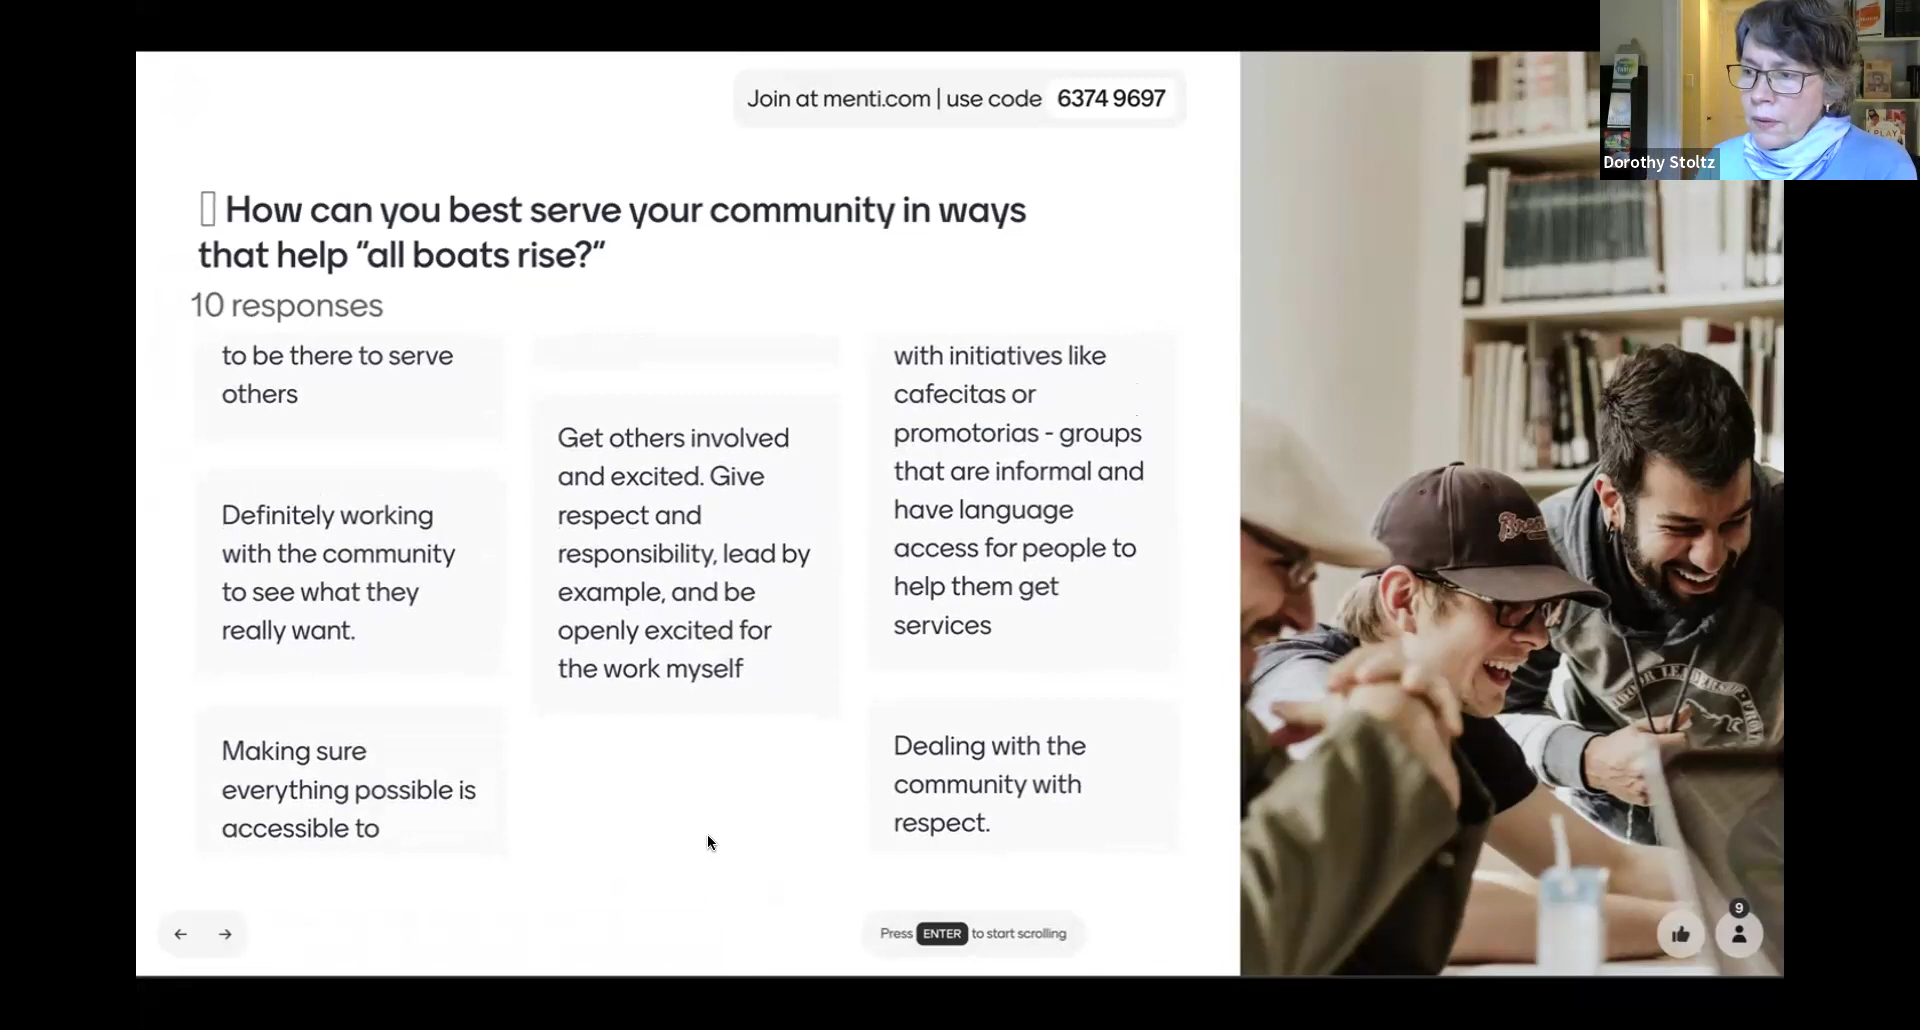 Join at menti.com | use code 6374 9697
Dorothy Stoltz
How can you best serve your community in ways
that help "all boats rise?"
10 responses
to be there to serve
others
Definitely working
with the community
to see what they
really want.
Making sure
everything possible is
accessible to
Get others involved
and excited. Give
respect and
responsibility, lead by
example, and be
openly excited for
the work myself
with initiatives like
cafecitas or
promotorias - groups
that are informal and
have language
access for people to
help them get
services
Dealing with the
community with
respect.
Press ENTER to start scrolling
9
PLAY